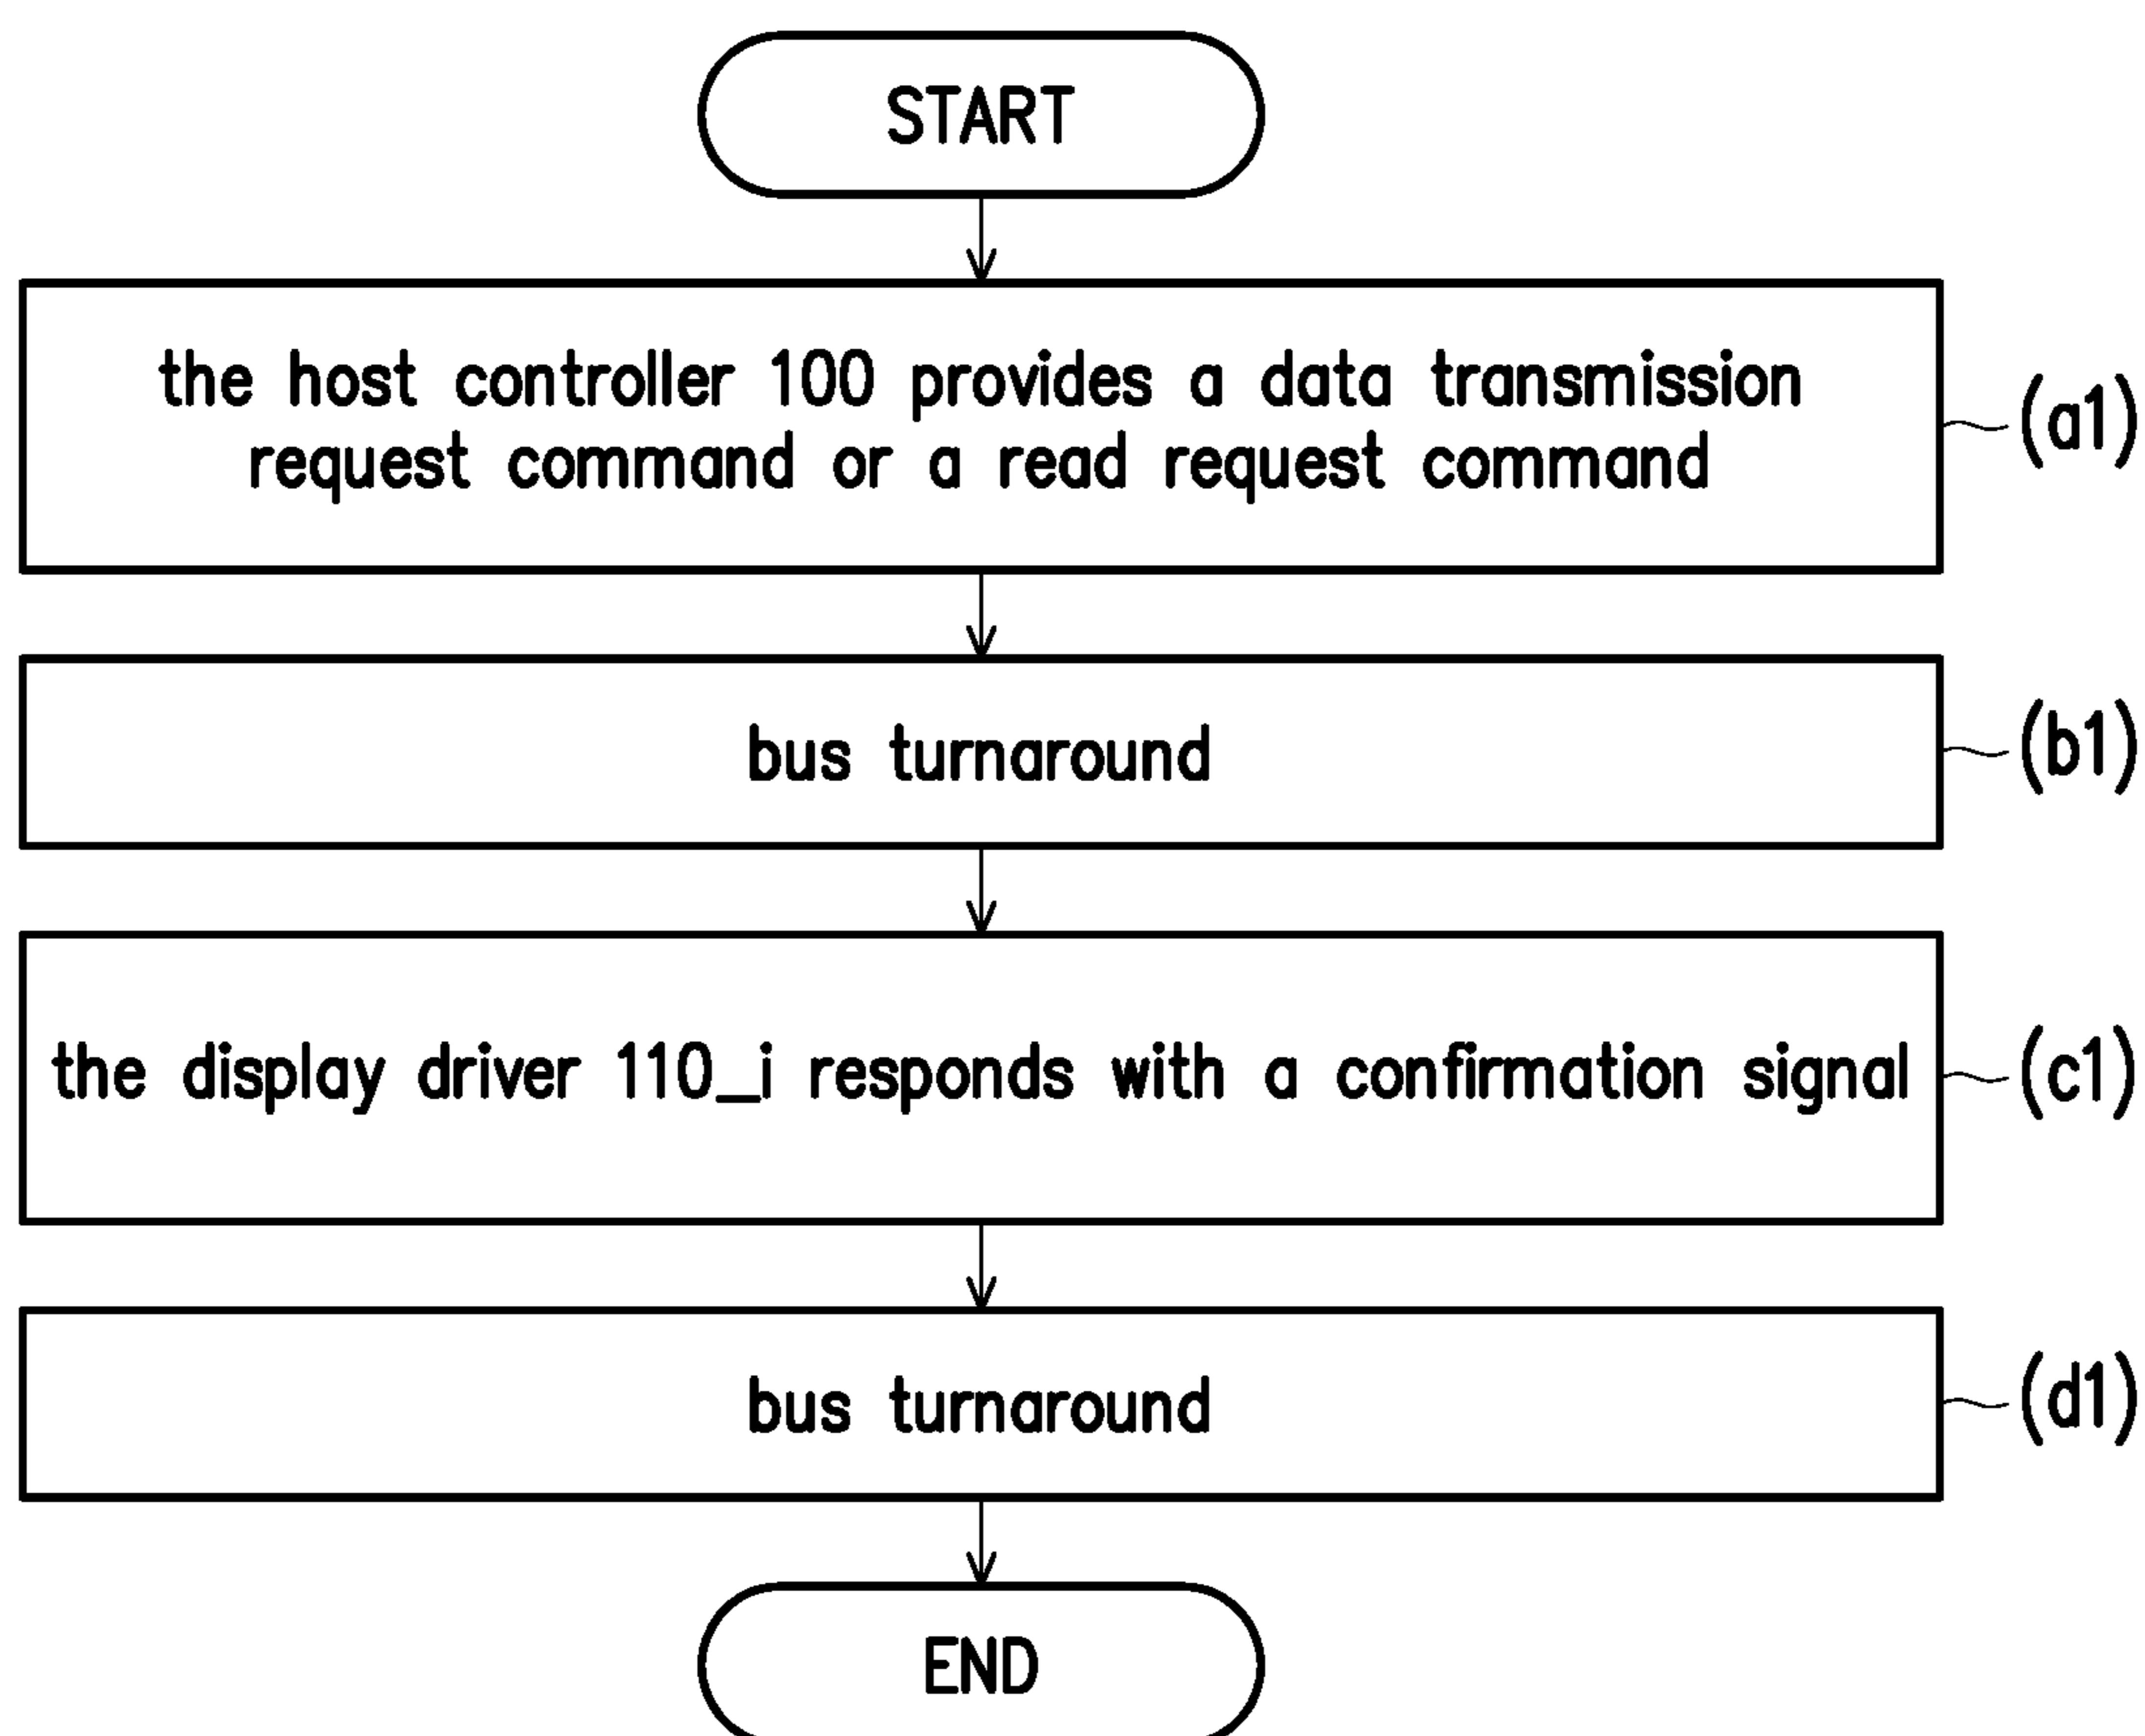 START
the host controller 100 provides a data transmission
request command or a read request command
(a1)
bus turnaround
(b1)
the display driver 110_i responds with a confirmation signal
(c1)
bus turnaround
(d1)
END